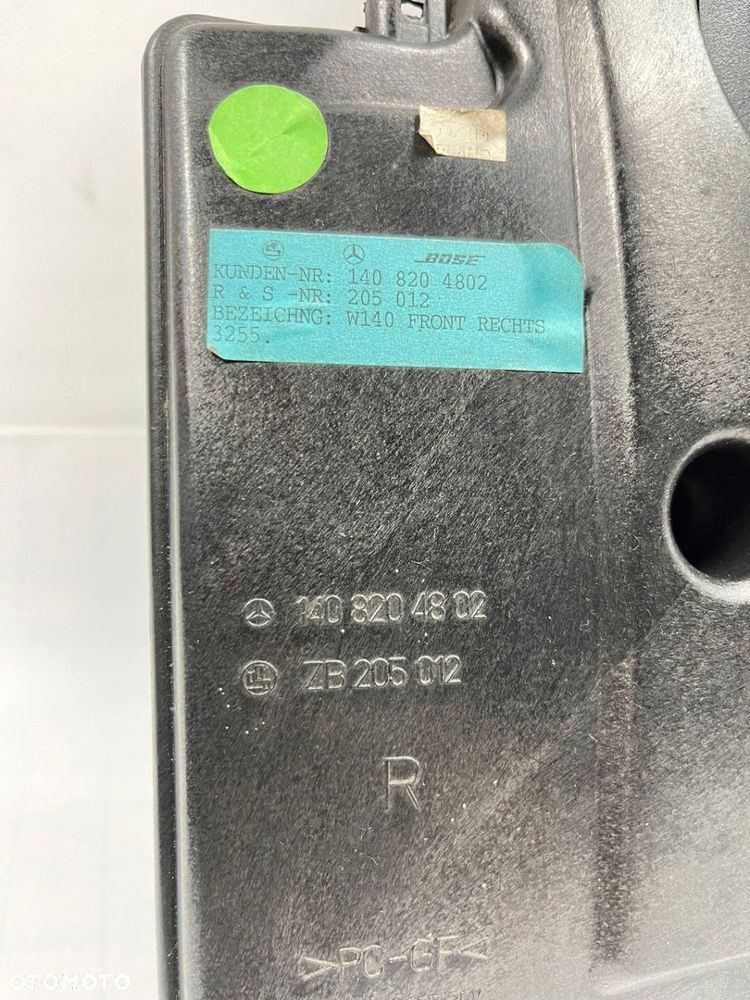 BOSE
KUNDEN-NR: 140 820 4802
R & S -NR: 205 012
BEZEICHNG: W140 FRONT RECHTS
3255.
140 820 48 02
ZB 205 012
R
>PC-GF<
OTOMOTO